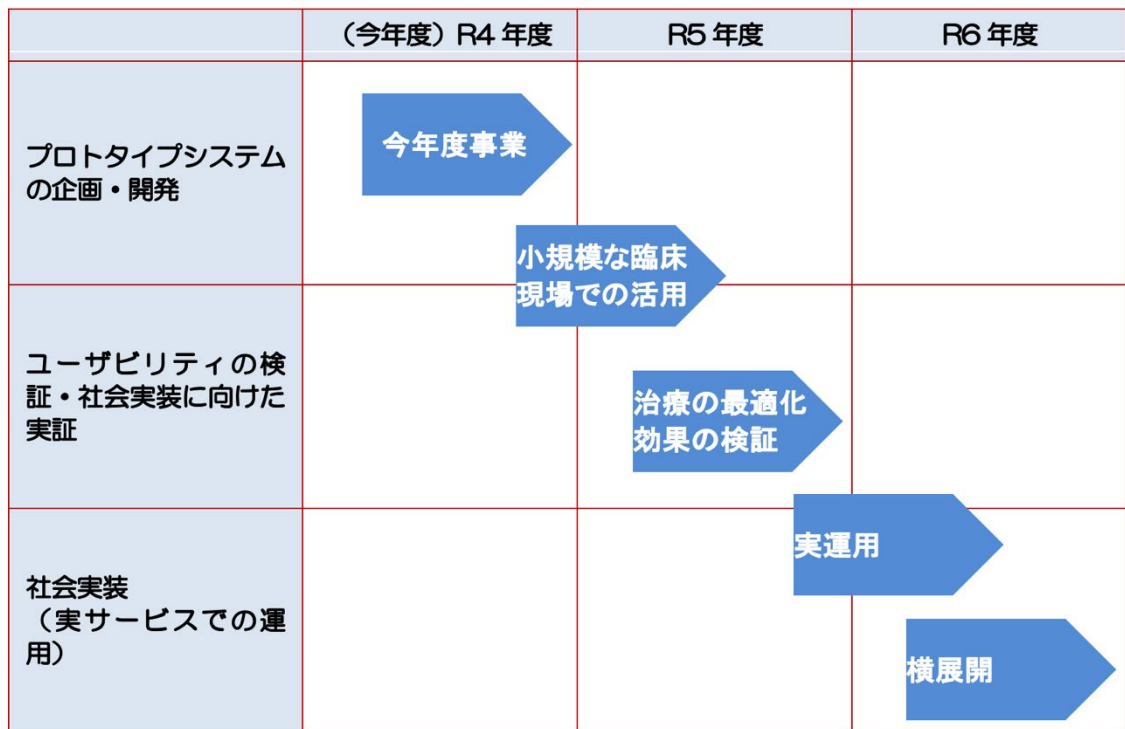 （今年度）R4 年度
R5 年度
R6 年度
プロトタイプシステム
の企画・開発
今年度事業
小規模な臨床
現場での活用
ユーザビリティの検
証・社会実装に向けた
実証
治療の最適化
効果の検証
社会実装
（実サービスでの運
用）
実運用
横展開